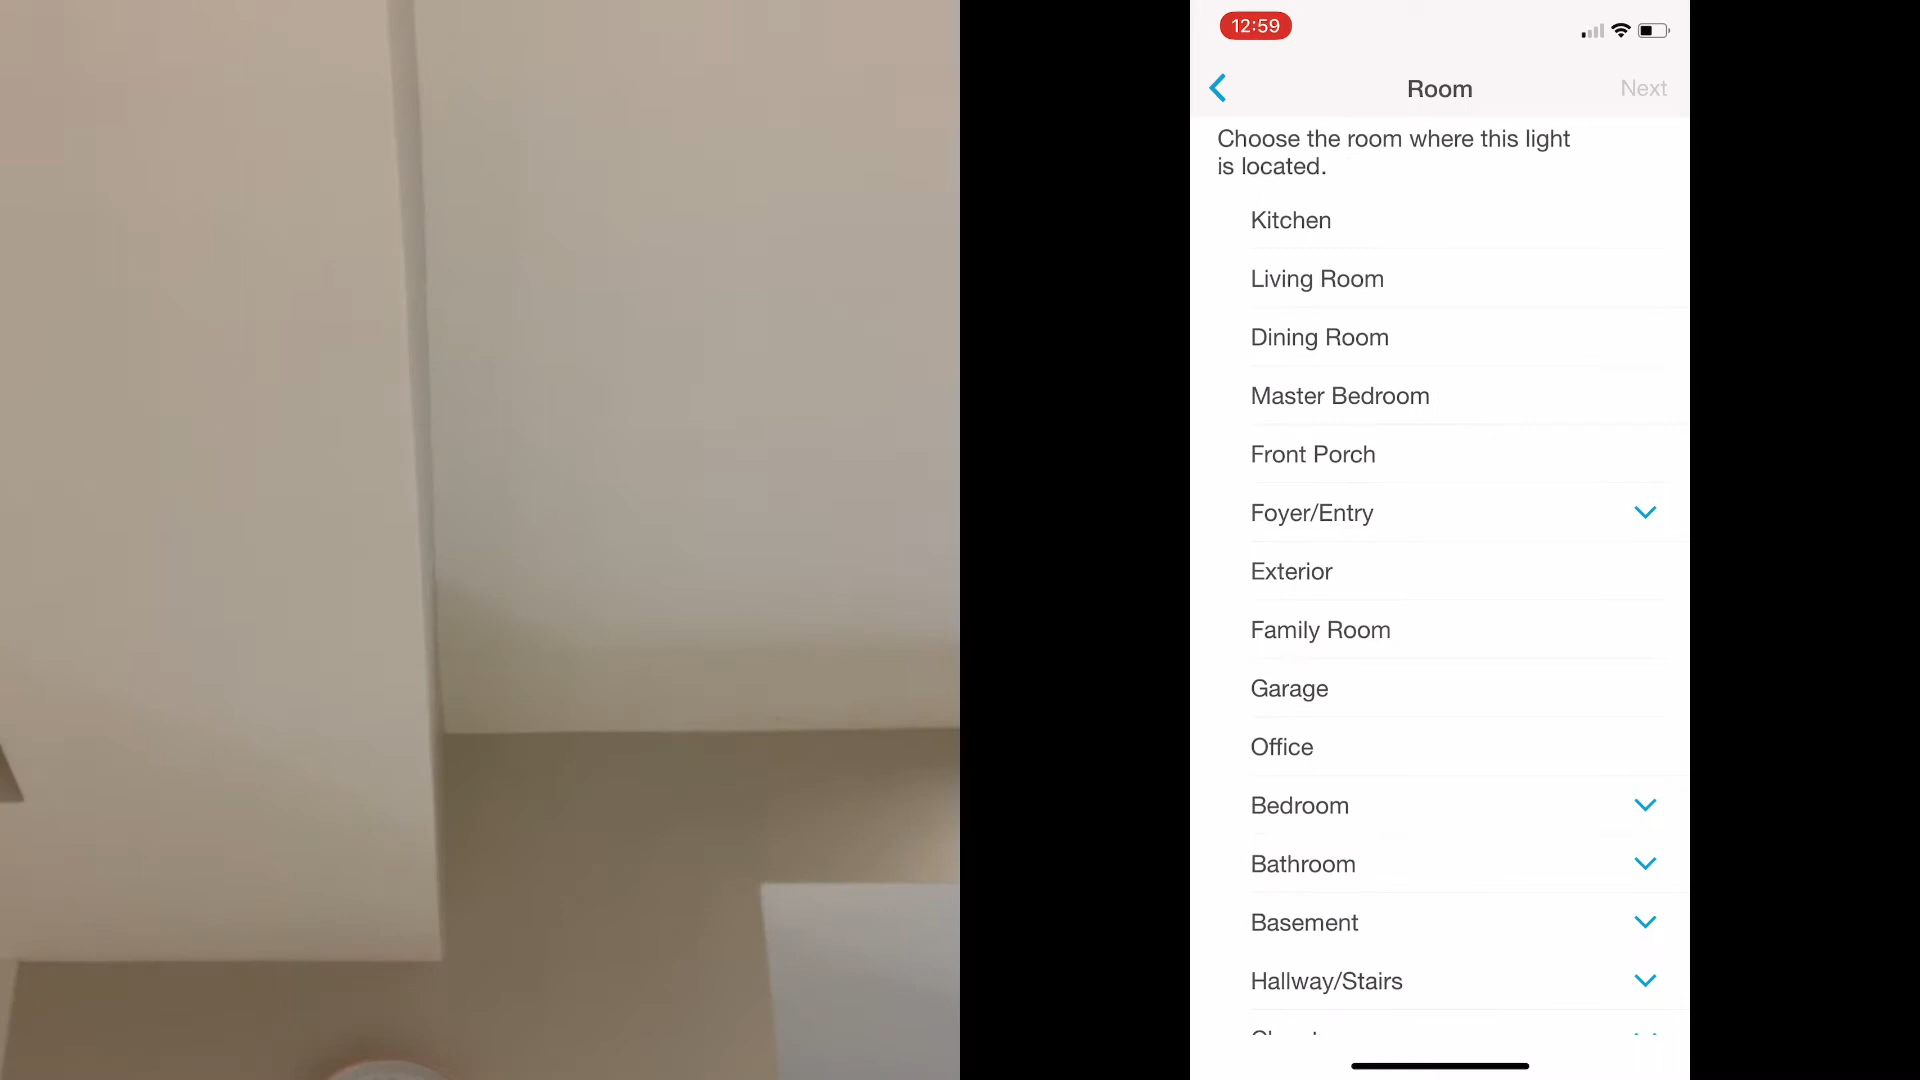 12:59
Room
Next
Choose the room where this light
is located.
Kitchen
Living Room
Dining Room
Master Bedroom
Front Porch
Foyer/Entry
Exterior
Family Room
Garage
Office
Bedroom
Bathroom
Basement
Hallway/Stairs